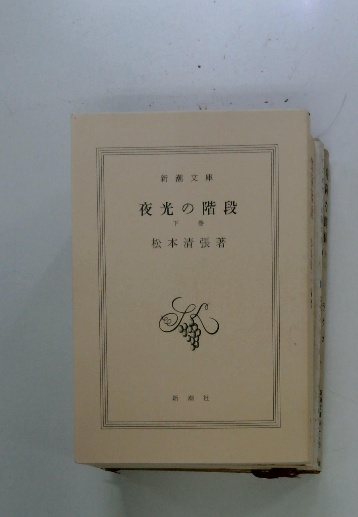 新潮文庫
夜光の階段
下巻
松本清張著
新潮社